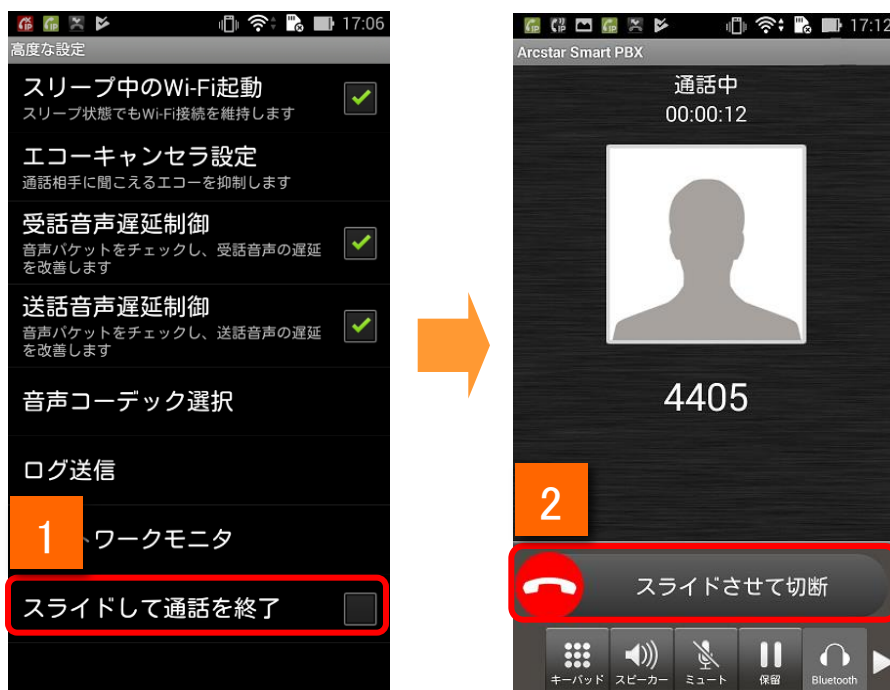 17:06
高度な設定
スリープ中のWi-Fi起動
スリープ状態でもWi-Fi接続を維持します
エコーキャンセラ設定
通話相手に聞こえるエコーを抑制します
受話音声遅延制御
音声パケットをチェックし、受話音声の遅延
を改善します
送話音声遅延制御
音声パケットをチェックし、送話音声の遅延
を改善します
音声コーデック選択
ログ送信
1
ワークモニタ
スライドして通話を終了
17:12
Arcstar Smart PBX
通話中
00:00:12
4405
2
スライドさせて切断
キーパッド スピーカー ミュート 保留 Bluetooth